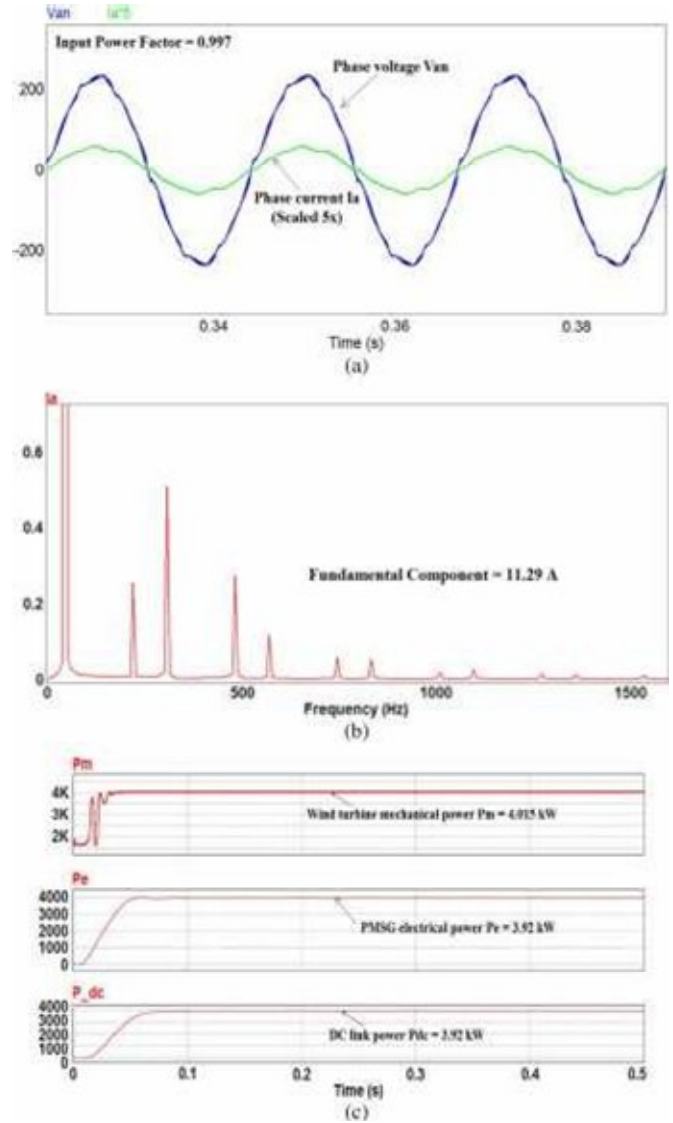 Van Ia*5
Input Power Factor = 0.997
Phase voltage Van
200
0
Phase current Ia
(Scaled 5x)
-200
0.34 0.36 0.38
Time (s)
(a)
Ia
0.6
0.4
Fundamental Component = 11.29 A
0.2
0
0 500 1000 1500
Frequency (Hz)
(b)
Pm
4K
3K
Wind turbine mechanical power Pm = 4.015 kW
2K
Pe
4000
3000
2000
PMSG electrical power Pe = 3.92 kW
1000
0
P_dc
4000
3000
2000
DC link power Pdc = 3.92 kW
1000
0
0 0.1 0.2 0.3 0.4 0.5
Time (s)
(c)